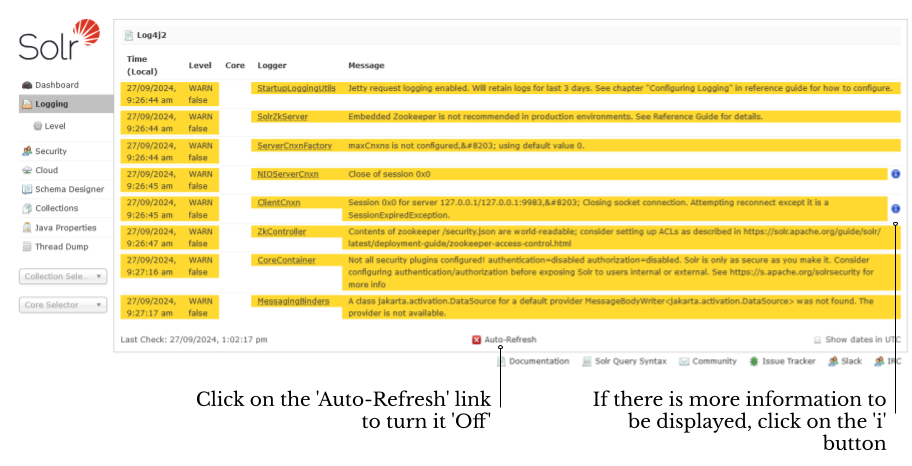 Solr
Dashboard
Logging
Level
Security
Cloud
Schema Designer
Collections
Java Properties
Thread Dump
Collection Sele...
Core Selector
Log4j2
Time
(Local)
Level
Core
Logger
Message
27/09/2024,
9:26:44 am
WARN
false
StartupLoggingUtils
Jetty request logging enabled. Will retain logs for last 3 days. See chapter "Configuring Logging" in reference guide for how to configure.
27/09/2024,
9:26:44 am
WARN
false
SolrZkServer
Embedded Zookeeper is not recommended in production environments. See Reference Guide for details.
27/09/2024,
9:26:44 am
WARN
false
ServerCnxnFactory
maxCnxns is not configured,&#8203; using default value 0.
27/09/2024,
9:26:45 am
WARN
false
NIOServerCnxn
Close of session 0x0
27/09/2024,
9:26:45 am
WARN
false
ClientCnxn
Session 0x0 for server 127.0.0.1/127.0.0.1:9983,&#8203; Closing socket connection. Attempting reconnect except it is a
SessionExpiredException.
27/09/2024,
9:26:47 am
WARN
false
ZkController
Contents of zookeeper /security.json are world-readable; consider setting up ACLs as described in https://solr.apache.org/guide/solr/
latest/deployment-guide/zookeeper-access-control.html
27/09/2024,
9:27:16 am
WARN
false
CoreContainer
Not all security plugins configured! authentication=disabled authorization=disabled. Solr is only as secure as you make it. Consider
configuring authentication/authorization before exposing Solr to users internal or external. See https://s.apache.org/solrsecurity for
more info
27/09/2024,
9:27:17 am
WARN
false
MessagingBinders
A class jakarta.activation.DataSource for a default provider MessageBodyWriter<jakarta.activation.DataSource> was not found. The
provider is not available.
Last Check: 27/09/2024, 1:02:17 pm
Auto-Refresh
Show dates in UTC
Documentation
Solr Query Syntax
Community
Issue Tracker
Slack
IRC
Click on the 'Auto-Refresh' link
to turn it 'Off'
If there is more information to
be displayed, click on the 'i'
button